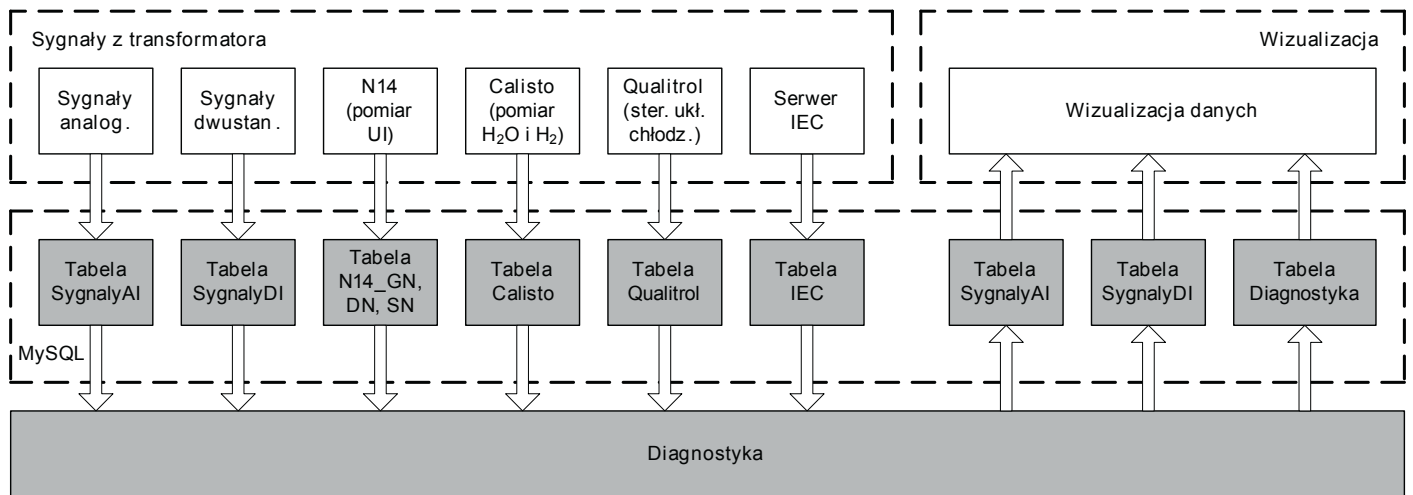 Sygnały z transformatora
Wizualizacja
Sygnały
analog.
Sygnały
dwustan.
N14
(pomiar
UI)
Calisto
(pomiar
H₂O i H₂)
Qualitrol
(ster. ukł.
chłodz.)
Serwer
IEC
Wizualizacja danych
Tabela
SygnalyAI
Tabela
SygnalyDI
Tabela
N14_GN,
DN, SN
Tabela
Calisto
Tabela
Qualitrol
Tabela
IEC
Tabela
SygnalyAI
Tabela
SygnalyDI
Tabela
Diagnostyka
MySQL
Diagnostyka